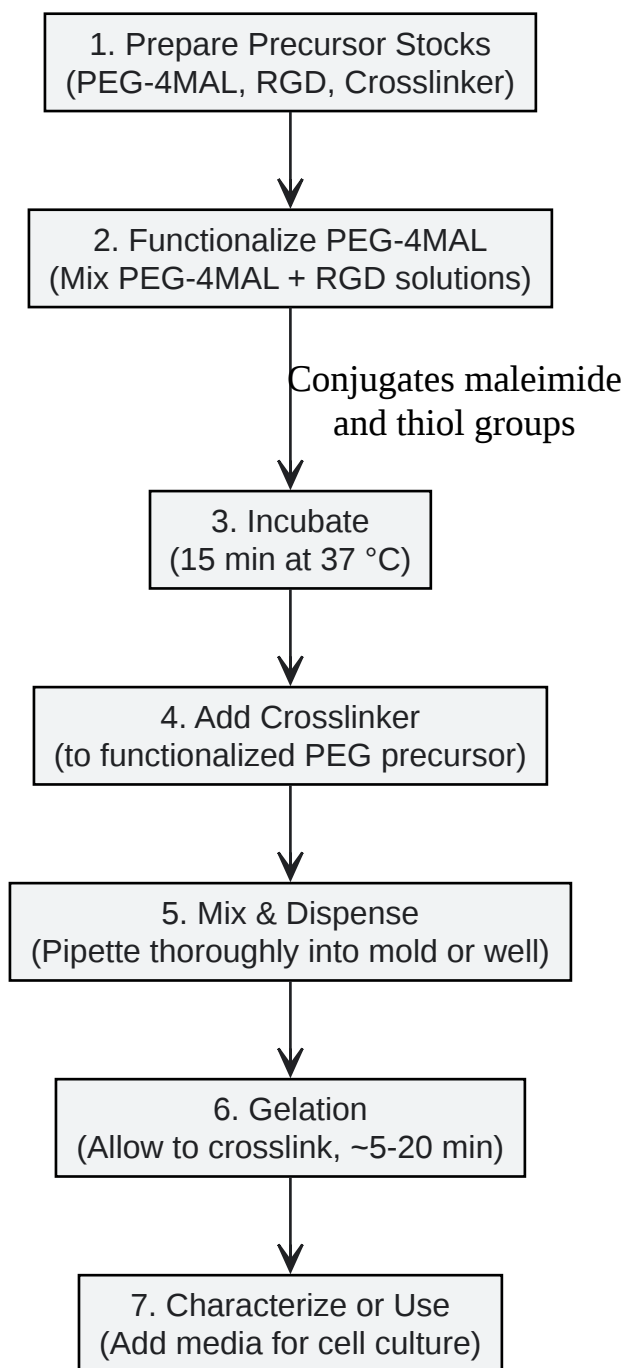 1. Prepare Precursor Stocks
(PEG-4MAL, RGD, Crosslinker)
2. Functionalize PEG-4MAL
(Mix PEG-4MAL + RGD solutions)
Conjugates maleimide
and thiol groups
3. Incubate
(15 min at 37 °C)
4. Add Crosslinker
(to functionalized PEG precursor)
5. Mix & Dispense
(Pipette thoroughly into mold or well)
6. Gelation
(Allow to crosslink, ~5-20 min)
7. Characterize or Use
(Add media for cell culture)